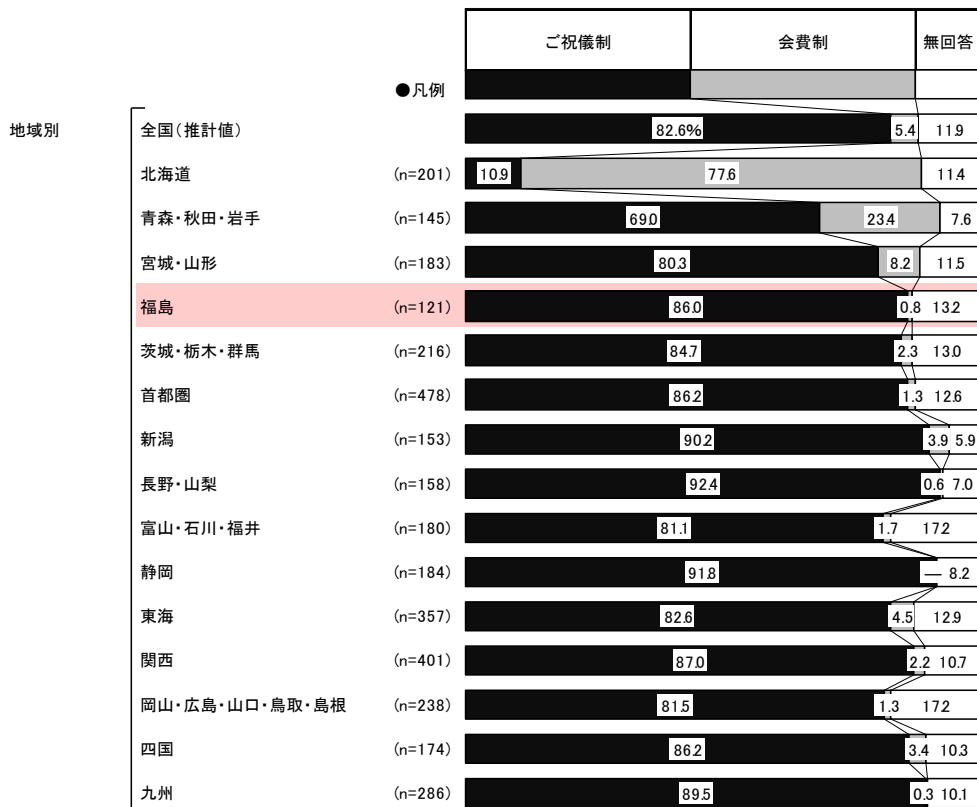 ご祝儀制 会費制 無回答
●凡例
地域別 全国(推計値) 82.6% 5.4 11.9
北海道 (n=201) 10.9 77.6 11.4
青森・秋田・岩手 (n=145) 69.0 23.4 7.6
宮城・山形 (n=183) 80.3 8.2 11.5
福島 (n=121) 86.0 0.8 13.2
茨城・栃木・群馬 (n=216) 84.7 2.3 13.0
首都圏 (n=478) 86.2 1.3 12.6
新潟 (n=153) 90.2 3.9 5.9
長野・山梨 (n=158) 92.4 0.6 7.0
富山・石川・福井 (n=180) 81.1 1.7 17.2
静岡 (n=184) 91.8 — 8.2
東海 (n=357) 82.6 4.5 12.9
関西 (n=401) 87.0 2.2 10.7
岡山・広島・山口・鳥取・島根 (n=238) 81.5 1.3 17.2
四国 (n=174) 86.2 3.4 10.3
九州 (n=286) 89.5 0.3 10.1